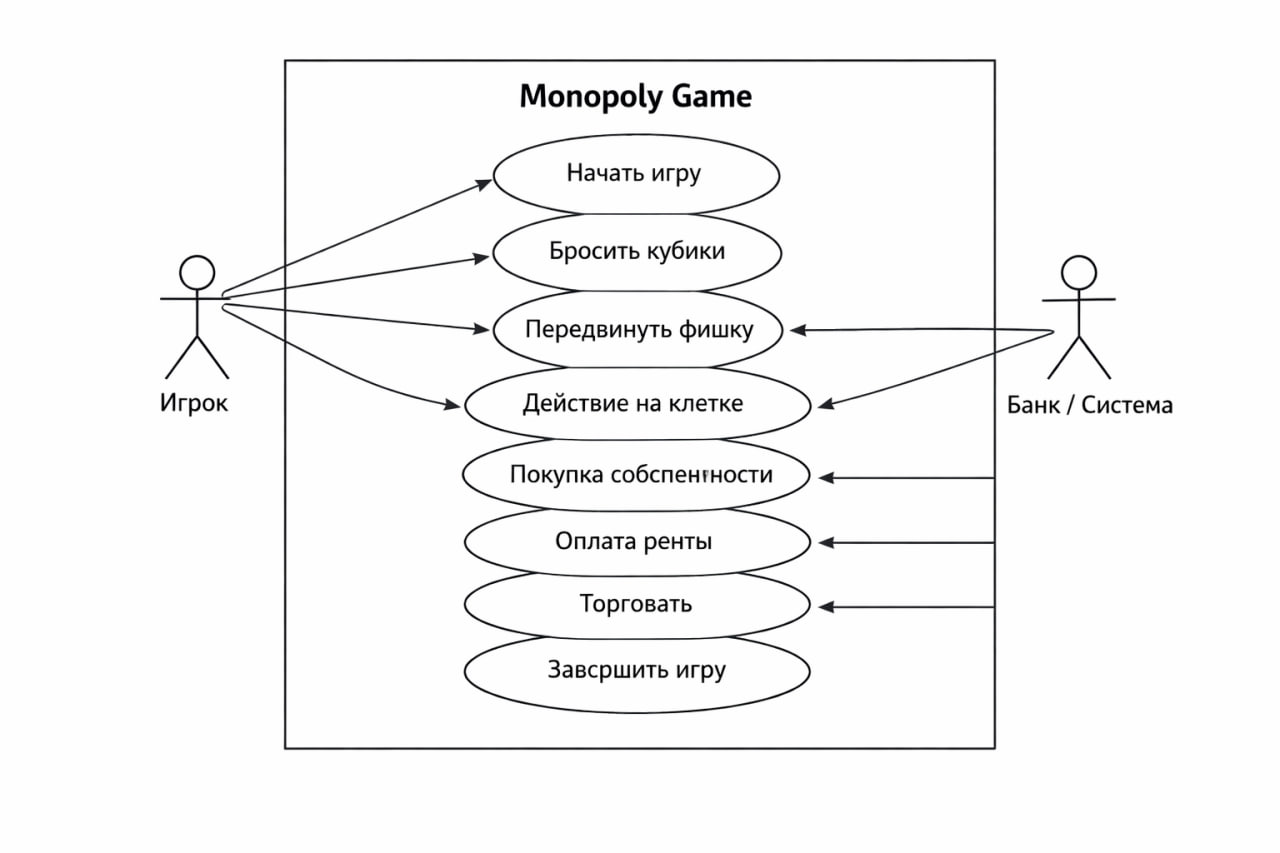 Monopoly Game
Начать игру
Бросить кубики
Передвинуть фишку
Игрок
Действие на клетке
Банк / Система
Покупка собспентности
Оплата ренты
Торговать
Завсршить игру